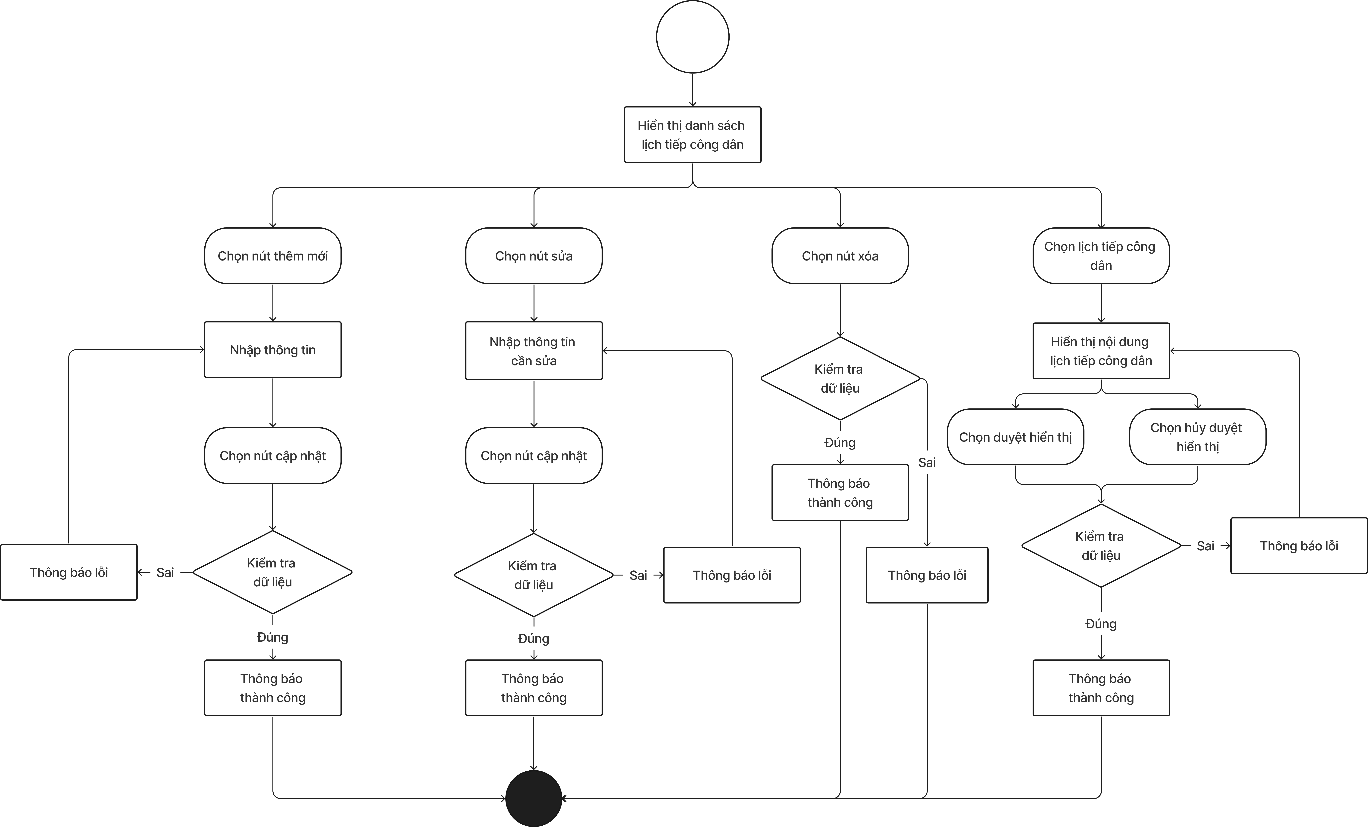 Hiển thị danh sách
lịch tiếp công dân
Chọn nút thêm mới
Nhập thông tin
Chọn nút cập nhật
Kiểm tra
dữ liệu
Sai
Thông báo lỗi
Đúng
Thông báo
thành công
Chọn nút sửa
Nhập thông tin
cần sửa
Chọn nút cập nhật
Kiểm tra
dữ liệu
Sai
Thông báo lỗi
Đúng
Thông báo
thành công
Chọn nút xóa
Kiểm tra
dữ liệu
Đúng
Thông báo
thành công
Sai
Thông báo lỗi
Chọn lịch tiếp công
dân
Hiển thị nội dung
lịch tiếp công dân
Chọn duyệt hiển thị
Chọn hủy duyệt
hiển thị
Kiểm tra
dữ liệu
Sai
Thông báo lỗi
Đúng
Thông báo
thành công